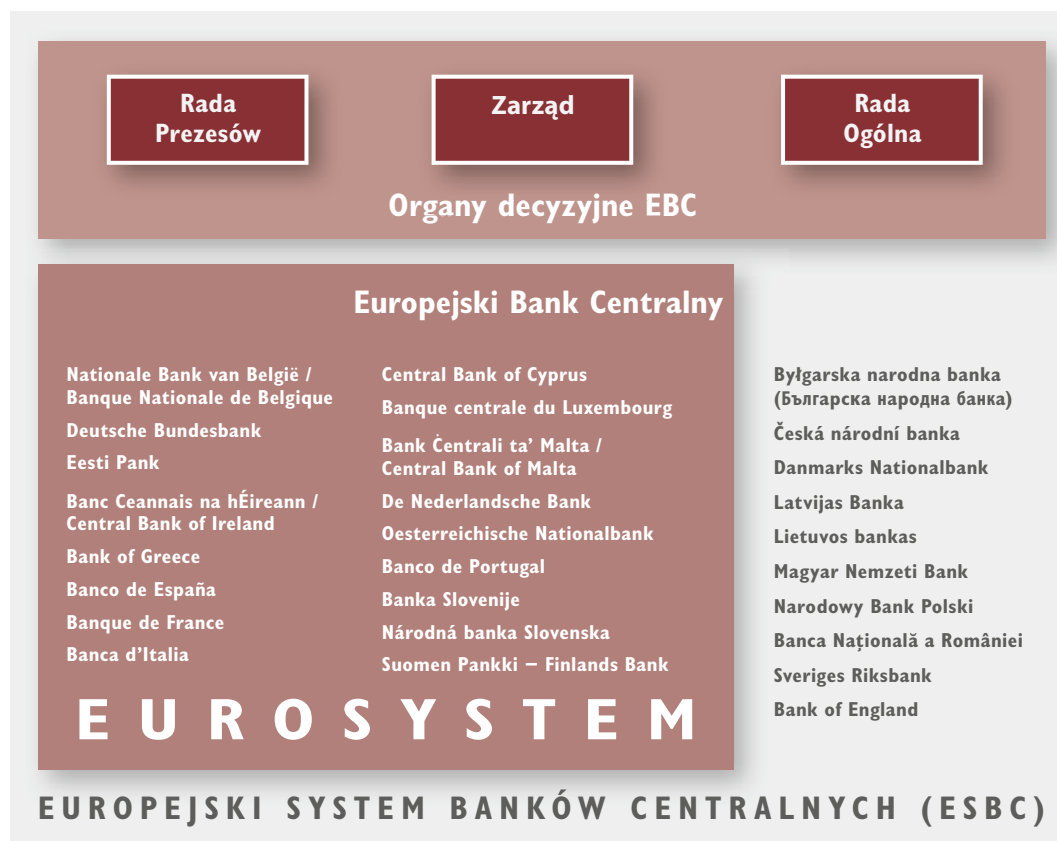 Rada
Prezesów
Zarząd
Rada
Ogólna
Organy decyzyjne EBC
Europejski Bank Centralny
Nationale Bank van België /
Banque Nationale de Belgique
Deutsche Bundesbank
Eesti Pank
Banc Ceannais na hÉireann /
Central Bank of Ireland
Bank of Greece
Banco de España
Banque de France
Banca d’Italia
Central Bank of Cyprus
Banque centrale du Luxembourg
Bank Ċentrali ta’ Malta /
Central Bank of Malta
De Nederlandsche Bank
Oesterreichische Nationalbank
Banco de Portugal
Banka Slovenije
Národná banka Slovenska
Suomen Pankki – Finlands Bank
EUROSYSTEM
Byłgarska narodna banka
(Българска народна банка)
Česká národní banka
Danmarks Nationalbank
Latvijas Banka
Lietuvos bankas
Magyar Nemzeti Bank
Narodowy Bank Polski
Banca Națională a României
Sveriges Riksbank
Bank of England
EUROPEJSKI SYSTEM BANKÓW CENTRALNYCH (ESBC)